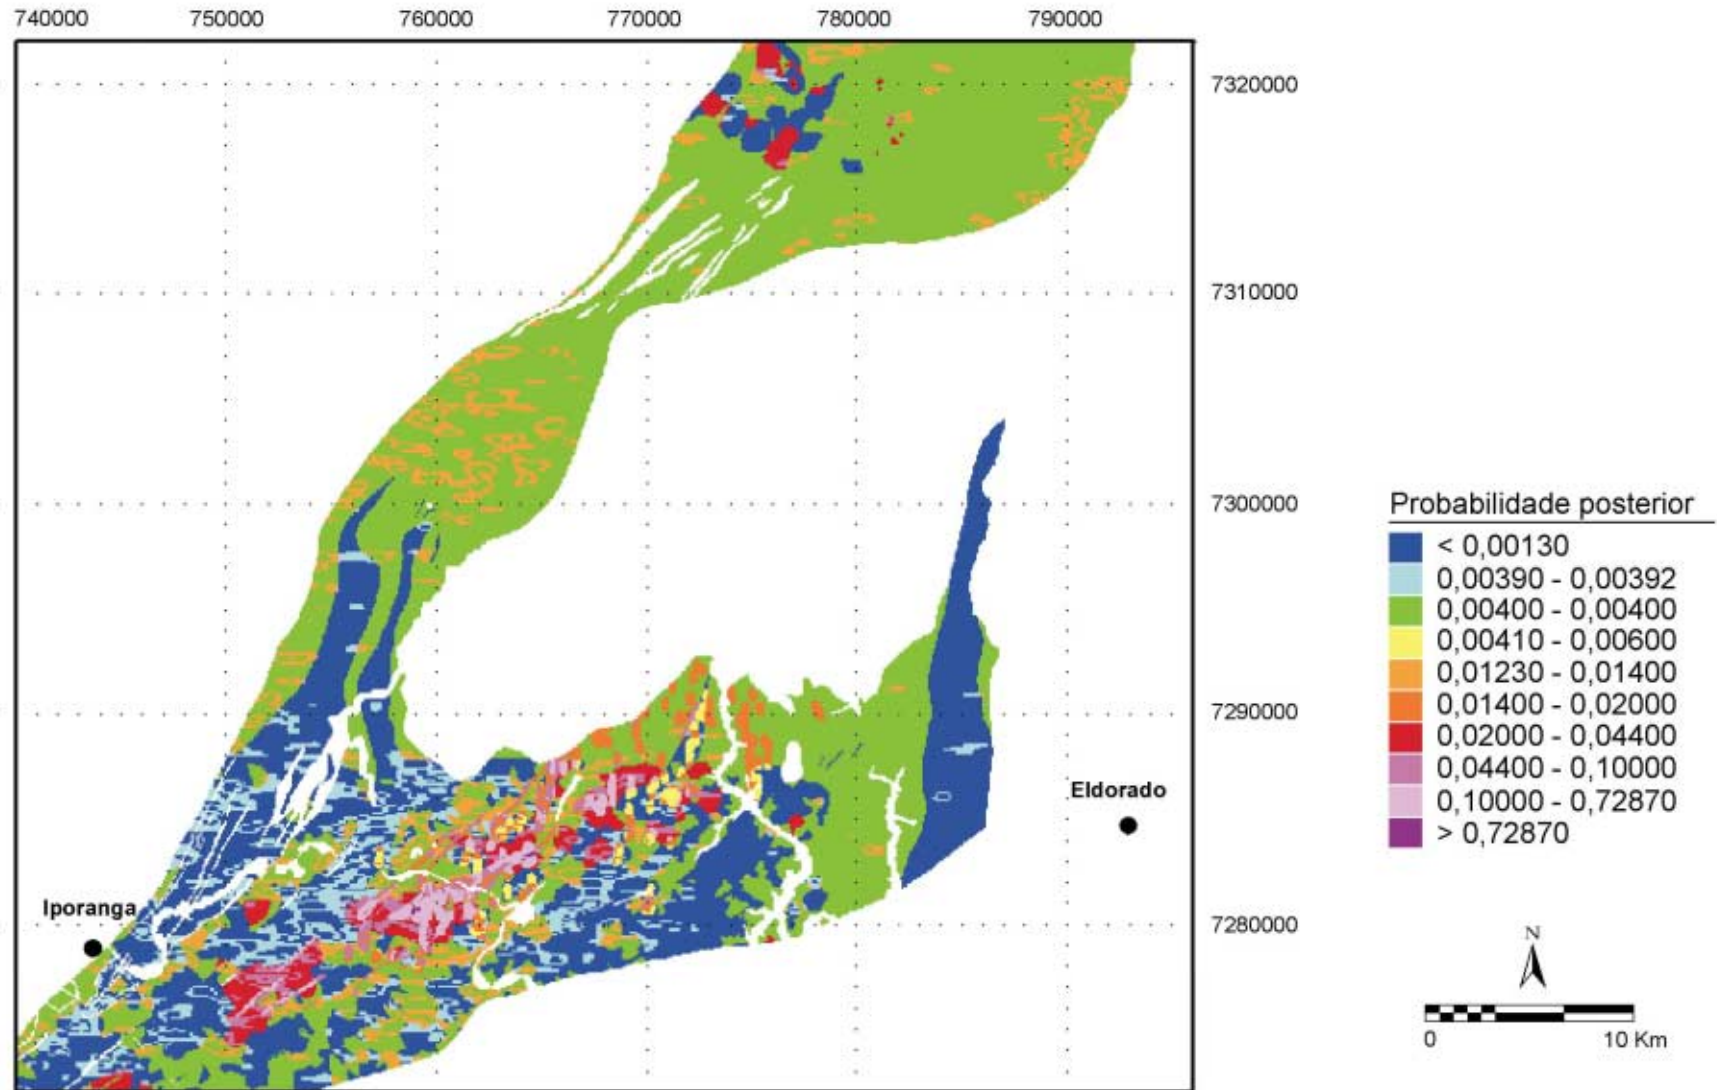 740000 750000 760000 770000 780000 790000
7320000
7310000
7300000
Probabilidade posterior
< 0,00130
0,00390 - 0,00392
0,00400 - 0,00400
0,00410 - 0,00600
0,01230 - 0,01400
0,01400 - 0,02000
0,02000 - 0,04400
0,04400 - 0,10000
0,10000 - 0,72870
> 0,72870
7290000
Eldorado
Iporanga
7280000
N
0 10 Km